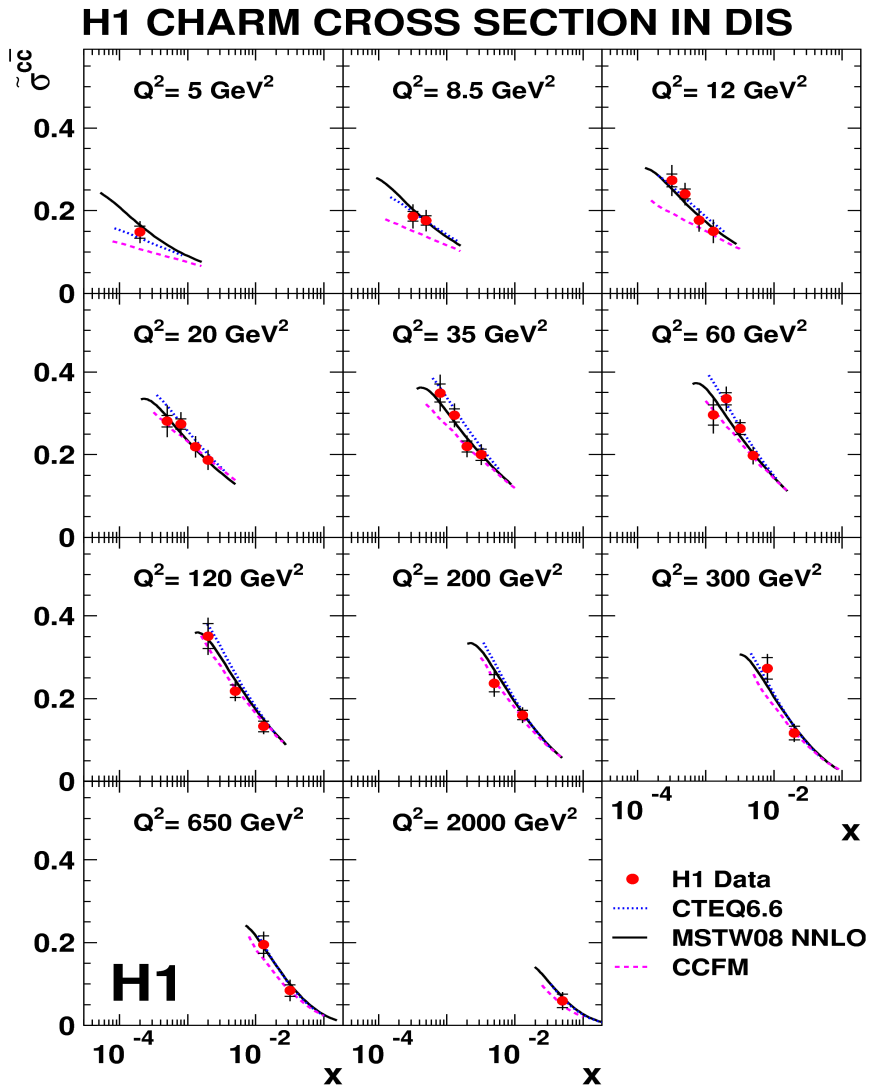 H1 CHARM CROSS SECTION IN DIS
σ̃^cc̄
Q²= 5 GeV² Q²= 8.5 GeV² Q²= 12 GeV²
0.4
0.2
0
Q²= 20 GeV² Q²= 35 GeV² Q²= 60 GeV²
0.4
0.2
0
Q²= 120 GeV² Q²= 200 GeV² Q²= 300 GeV²
0.4
0.2
0
10⁻⁴ 10⁻²
x
Q²= 650 GeV² Q²= 2000 GeV²
0.4
0.2
0
H1
H1 Data
CTEQ6.6
MSTW08 NNLO
CCFM
10⁻⁴ 10⁻² 10⁻⁴ 10⁻²
x x